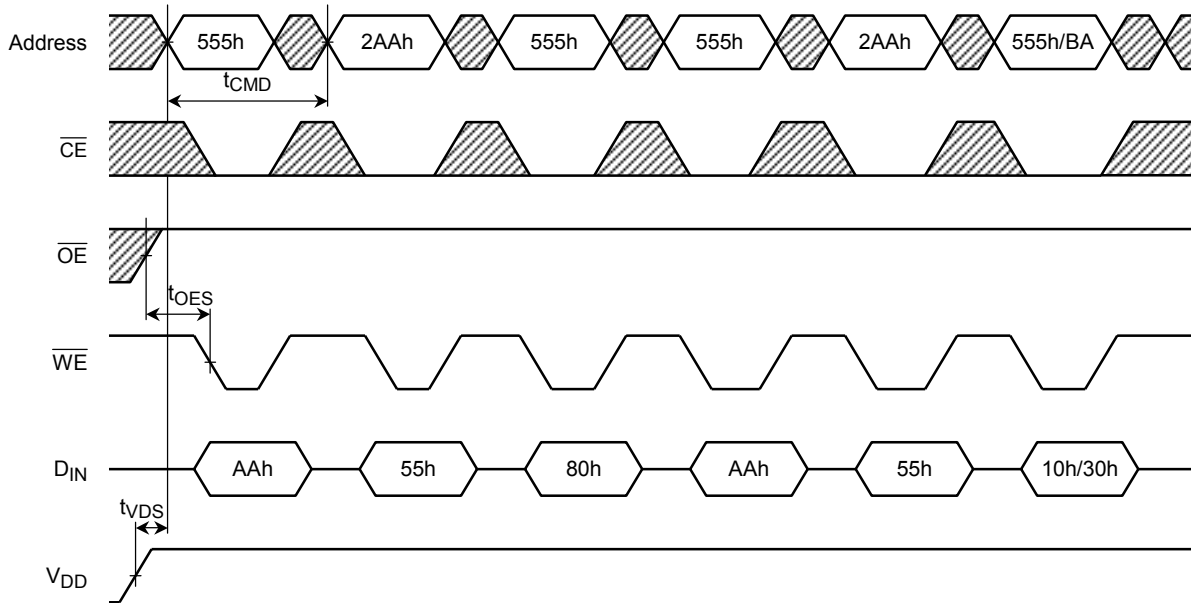 Address 555h 2AAh 555h 555h 2AAh 555h/BA
tCMD
CE
OE
tOES
WE
DIN AAh 55h 80h AAh 55h 10h/30h
tVDS
VDD